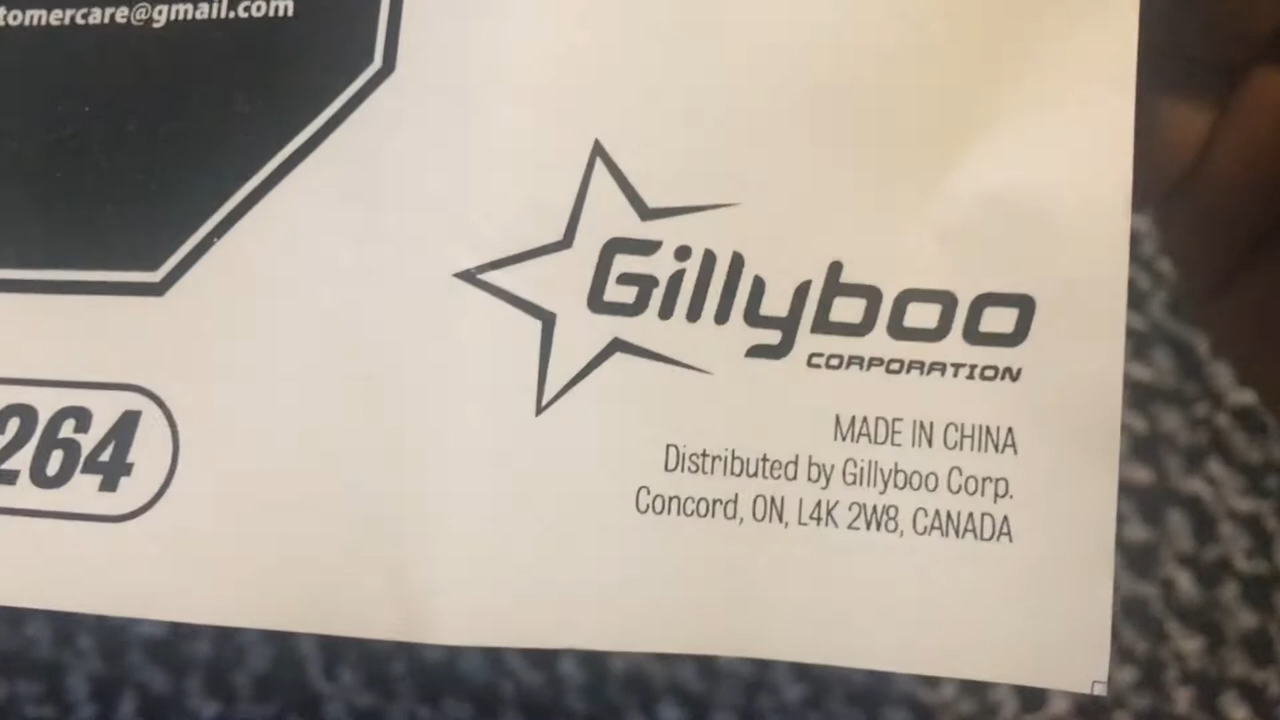 tomercare@gmail.com
Gillyboo
CORPORATION
264
MADE IN CHINA
Distributed by Gillyboo Corp.
Concord, ON, L4K 2W8, CANADA